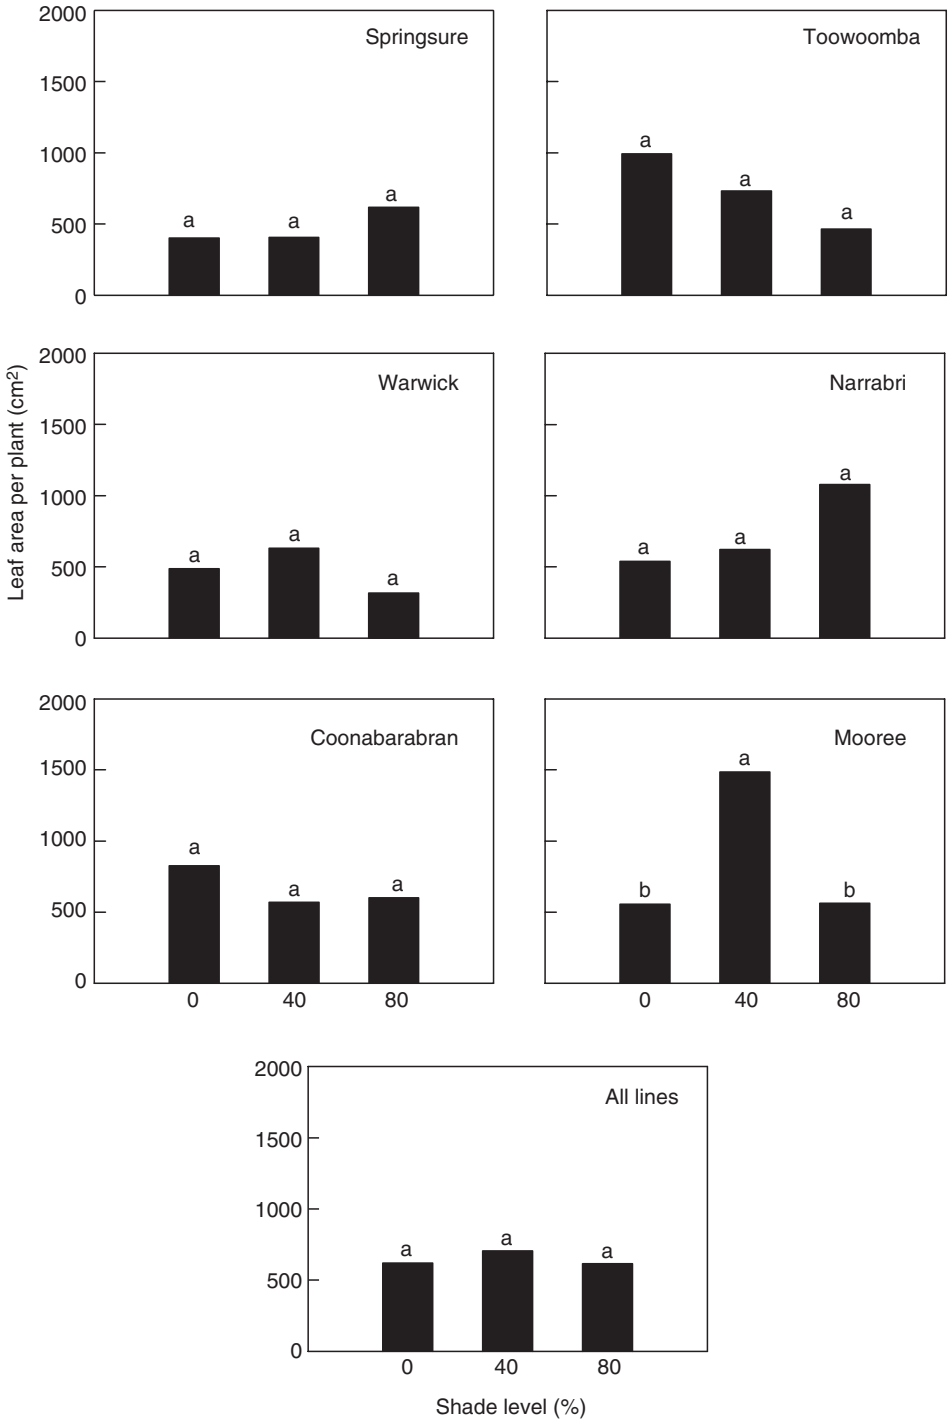 2000
Springsure
Toowoomba
1500
1000
a
a
a
500
a
a
a
0
2000
Warwick
Narrabri
1500
1000
a
a
a
500
a
a
a
0
2000
Coonabarabran
Mooree
1500
a
1000
a
a
a
500
b
b
0
0 40 80
0 40 80
Leaf area per plant (cm2)
2000
All lines
1500
1000
a
a
a
500
0
0 40 80
Shade level (%)